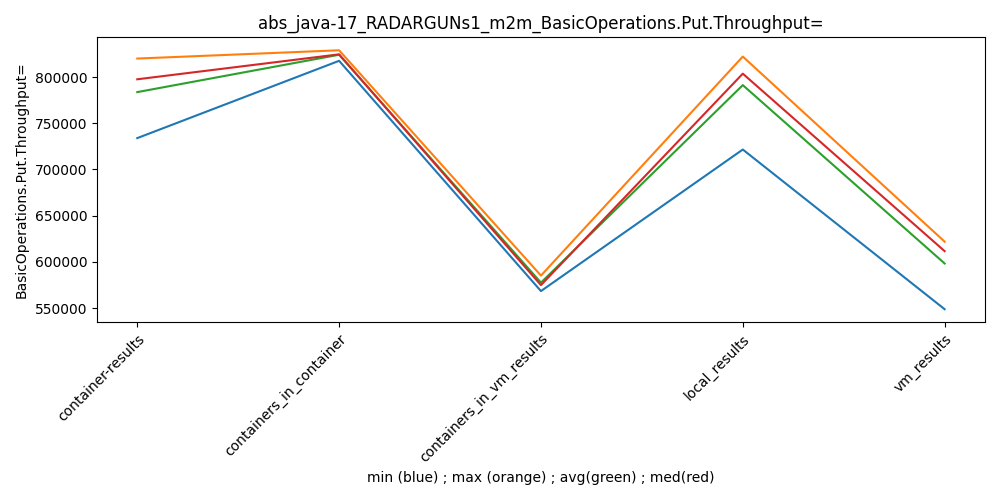 abs_java-17_RADARGUNs1_m2m_BasicOperations.Put.Throughput=
BasicOperations.Put.Throughput=
800000
750000
700000
650000
600000
550000
container-results
containers_in_container
containers_in_vm_results
local_results
vm_results
min (blue) ; max (orange) ; avg(green) ; med(red)